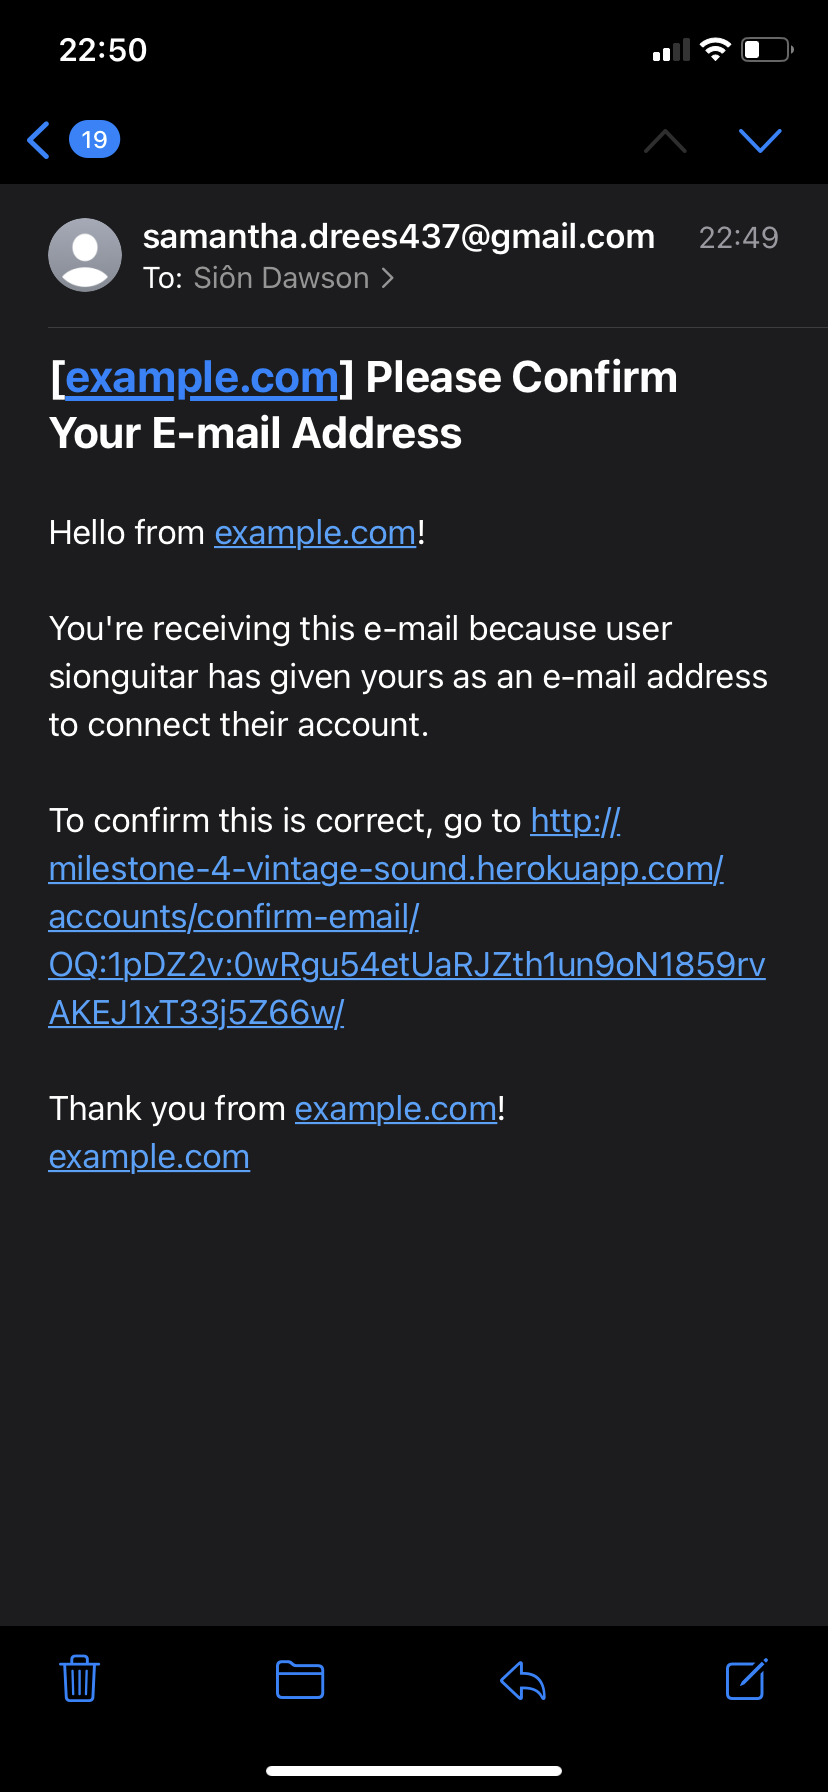 22:50
19
samantha.drees437@gmail.com 22:49
To: Siôn Dawson
[example.com] Please Confirm
Your E-mail Address
Hello from example.com!
You're receiving this e-mail because user
sionguitar has given yours as an e-mail address
to connect their account.
To confirm this is correct, go to http://
milestone-4-vintage-sound.herokuapp.com/
accounts/confirm-email/
OQ:1pDZ2v:0wRgu54etUaRJZth1un9oN1859rv
AKEJ1xT33j5Z66w/
Thank you from example.com!
example.com